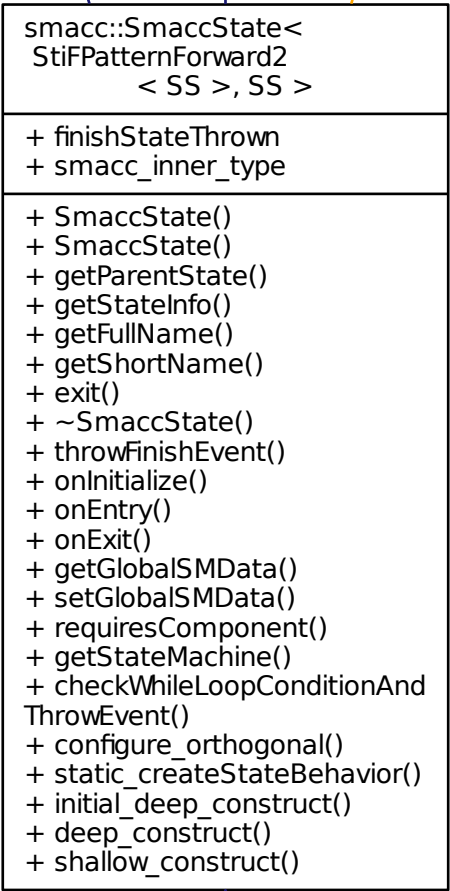 smacc::SmaccState<
StiFPatternForward2
< SS >, SS >
+ finishStateThrown
+ smacc_inner_type
+ SmaccState()
+ SmaccState()
+ getParentState()
+ getStateInfo()
+ getFullName()
+ getShortName()
+ exit()
+ ~SmaccState()
+ throwFinishEvent()
+ onInitialize()
+ onEntry()
+ onExit()
+ getGlobalSMData()
+ setGlobalSMData()
+ requiresComponent()
+ getStateMachine()
+ checkWhileLoopConditionAnd
ThrowEvent()
+ configure_orthogonal()
+ static_createStateBehavior()
+ initial_deep_construct()
+ deep_construct()
+ shallow_construct()